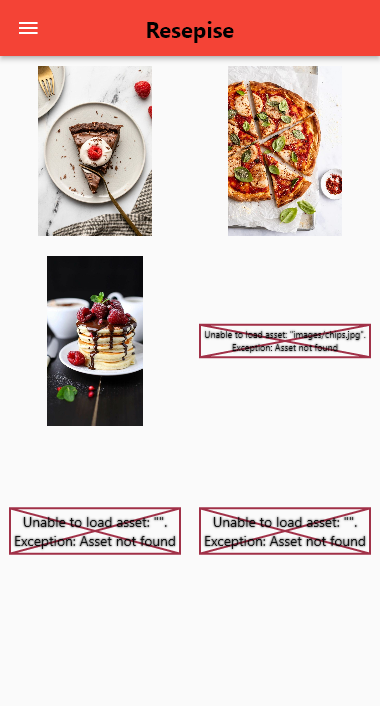 Resepise
Unable to load asset: "images/chips.jpg".
Exception: Asset not found
Unable to load asset: "".
Exception: Asset not found
Unable to load asset: "".
Exception: Asset not found